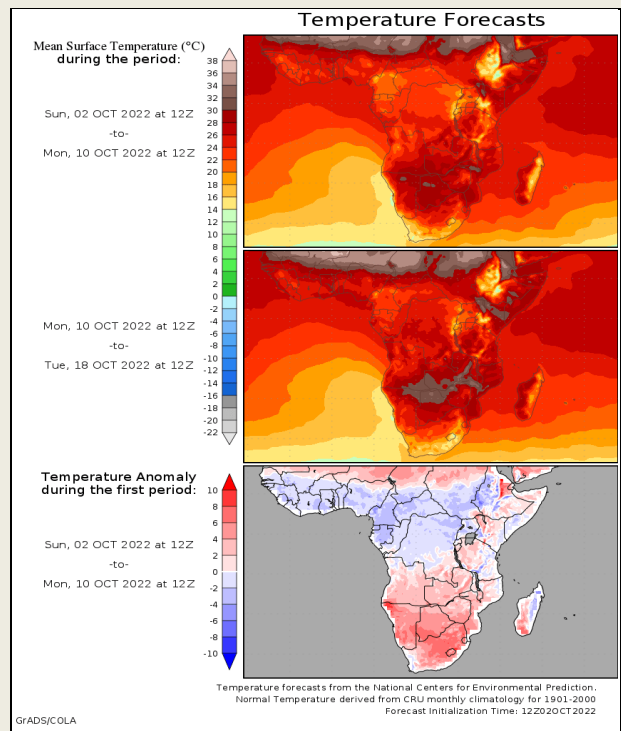 Temperature Forecasts
Mean Surface Temperature (°C)
during the period:
38
36
34
32
30
28
26
24
22
20
18
16
14
12
10
8
6
4
2
0
-2
-4
-6
-8
-10
-12
-14
-16
-18
-20
-22
Sun, 02 OCT 2022 at 12Z
-to-
Mon, 10 OCT 2022 at 12Z
Mon, 10 OCT 2022 at 12Z
-to-
Tue, 18 OCT 2022 at 12Z
Temperature Anomaly
during the first period:
10
8
6
4
2
0
-2
-4
-6
-8
-10
Sun, 02 OCT 2022 at 12Z
-to-
Mon, 10 OCT 2022 at 12Z
Temperature forecasts from the National Centers for Environmental Prediction.
Normal Temperature derived from CRU monthly climatology for 1901-2000
Forecast Initialization Time: 12Z02OCT2022
GrADS/COLA